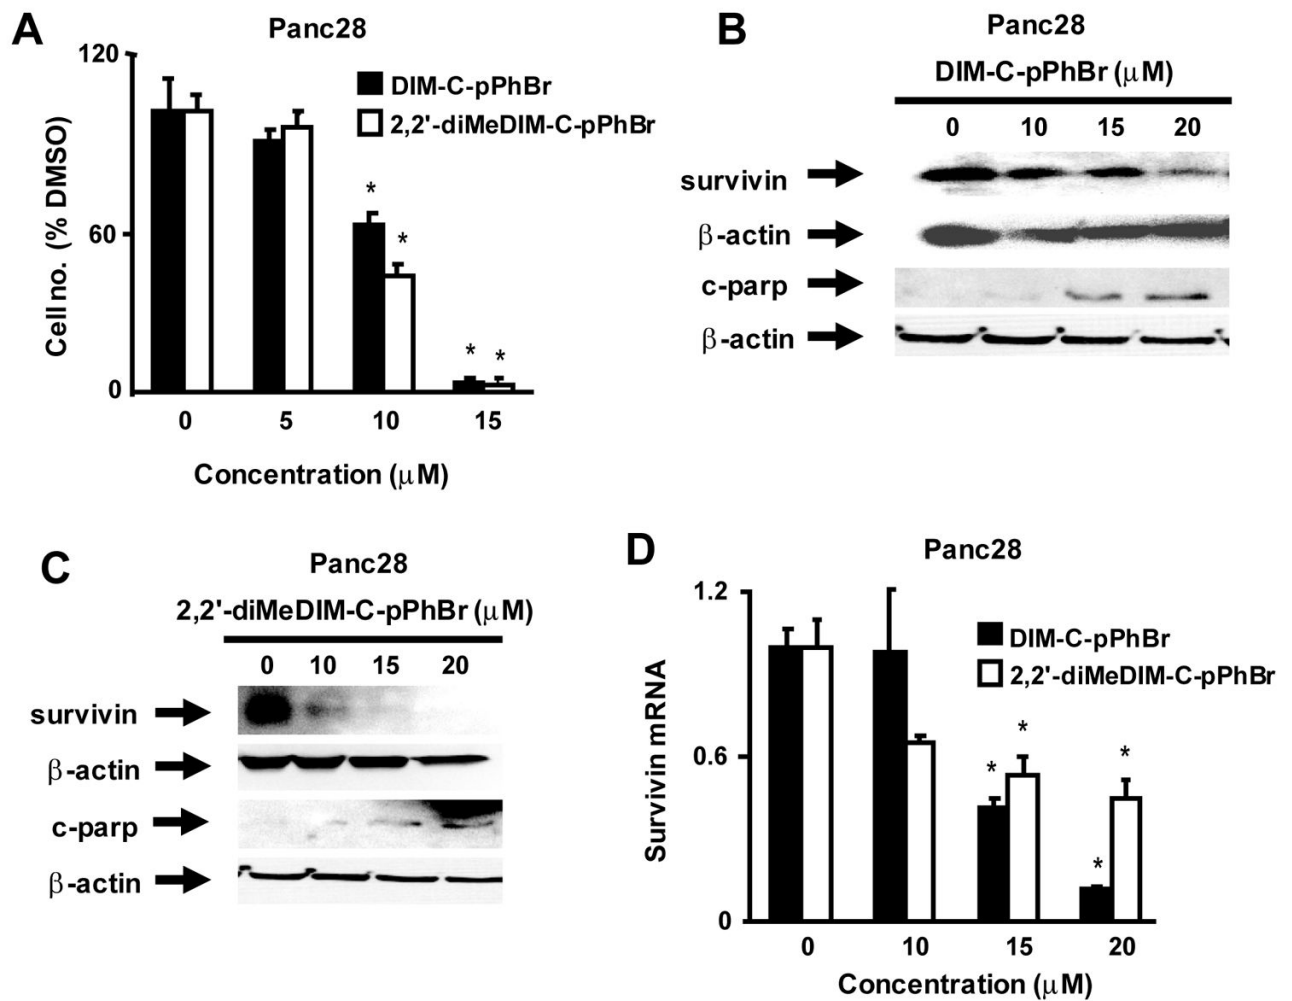 A
Panc28
120
60
0
Cell no. (% DMSO)
DIM-C-pPhBr
2,2'-diMeDIM-C-pPhBr
*
*
*
*
0 5 10 15
Concentration (μM)
B
Panc28
DIM-C-pPhBr (μM)
0 10 15 20
survivin
β-actin
c-parp
β-actin
C
Panc28
2,2'-diMeDIM-C-pPhBr (μM)
0 10 15 20
survivin
β-actin
c-parp
β-actin
D
Panc28
1.2
0.6
0
Survivin mRNA
DIM-C-pPhBr
2,2'-diMeDIM-C-pPhBr
*
*
*
*
0 10 15 20
Concentration (μM)